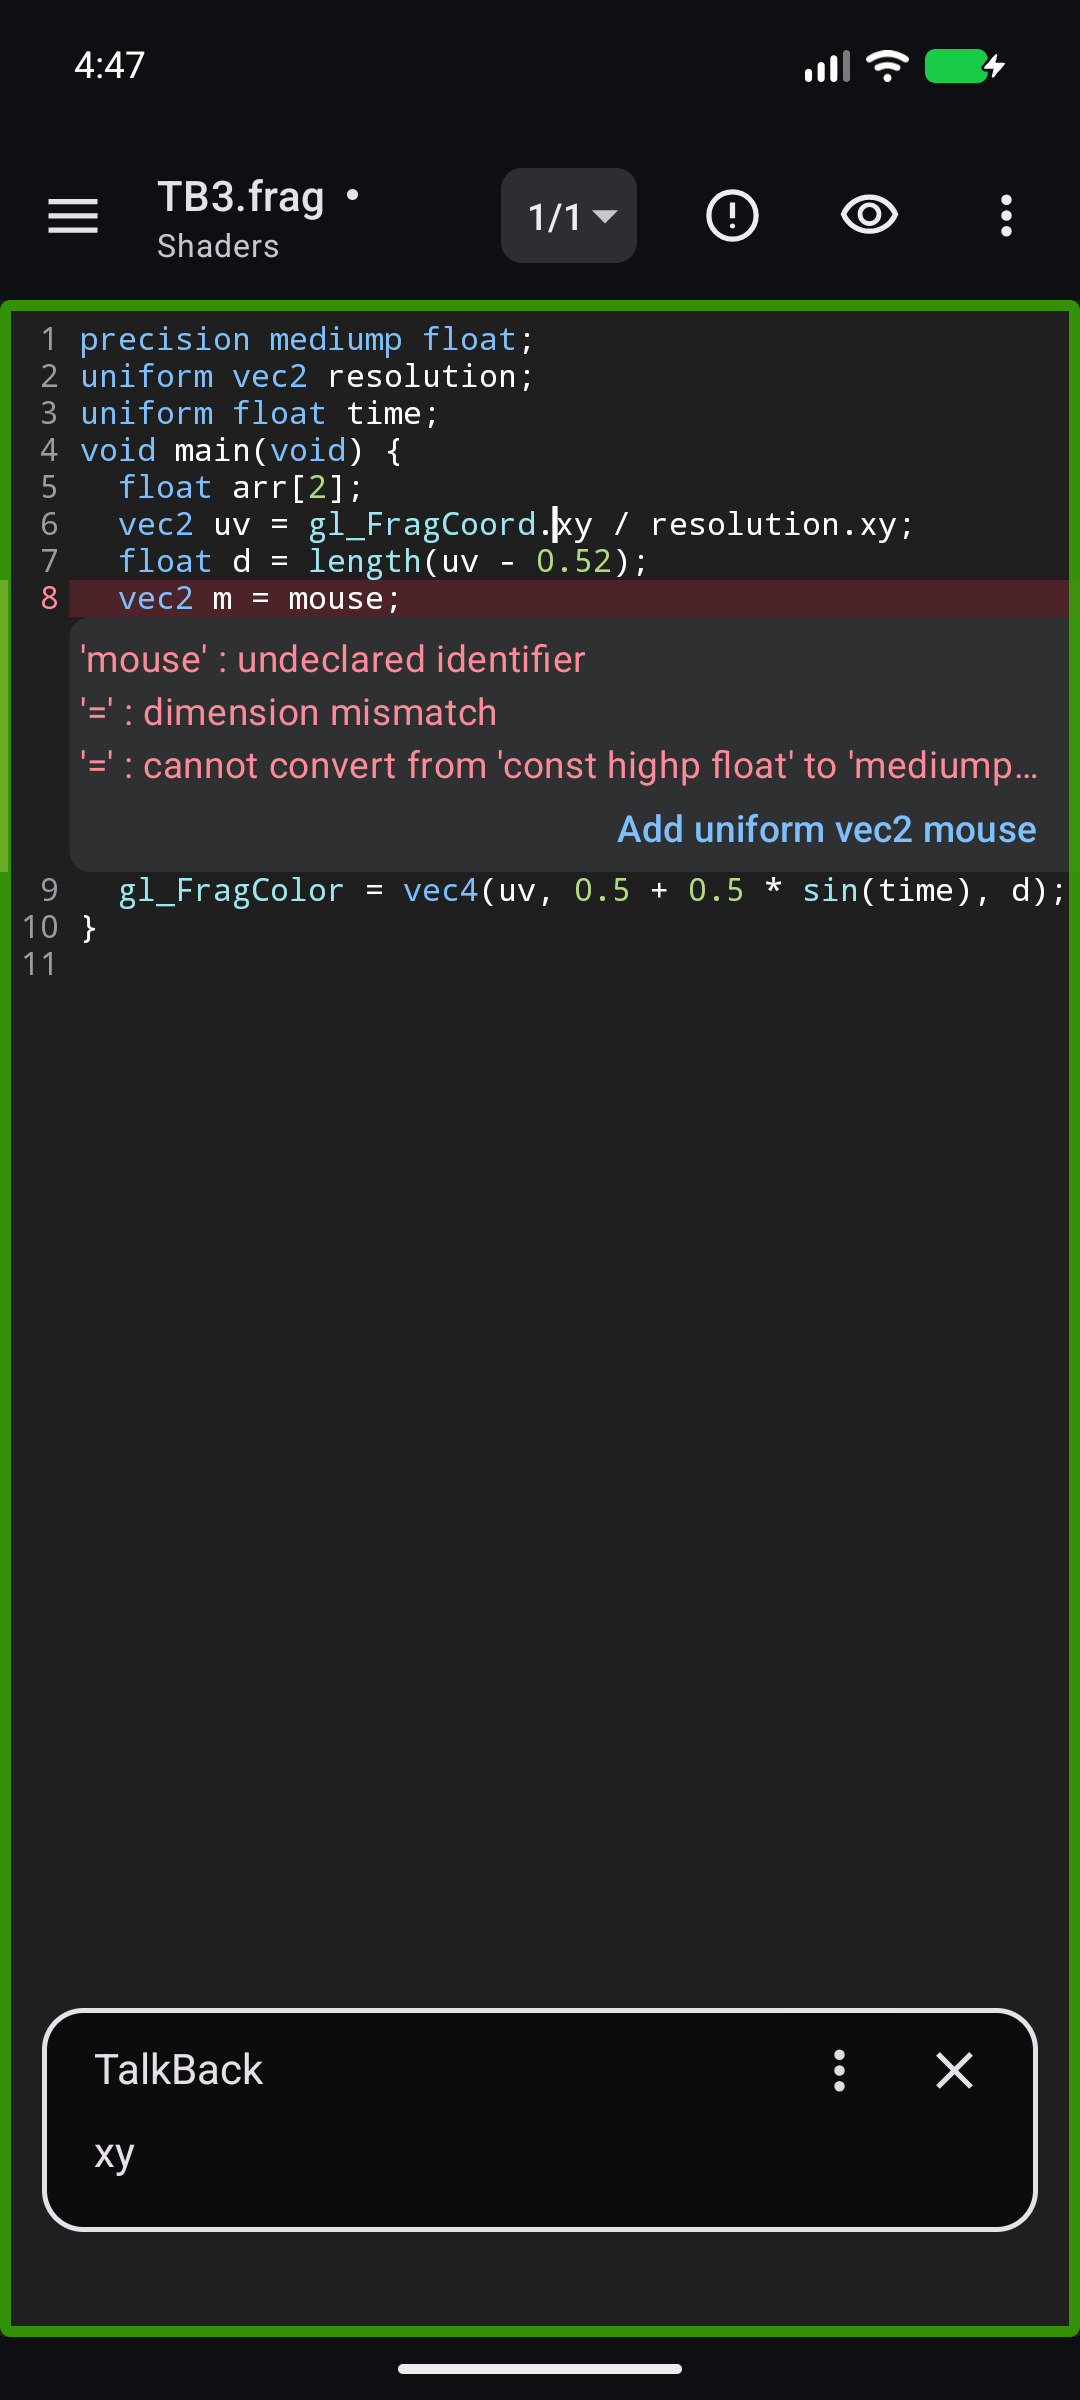 4:47
TB3.frag •
Shaders
1/1
1 precision mediump float;
2 uniform vec2 resolution;
3 uniform float time;
4 void main(void) {
5   float arr[2];
6   vec2 uv = gl_FragCoord.xy / resolution.xy;
7   float d = length(uv - 0.52);
8   vec2 m = mouse;
'mouse' : undeclared identifier
'=' : dimension mismatch
'=' : cannot convert from 'const highp float' to 'mediump...
Add uniform vec2 mouse
9   gl_FragColor = vec4(uv, 0.5 + 0.5 * sin(time), d);
10 }
11
TalkBack
xy